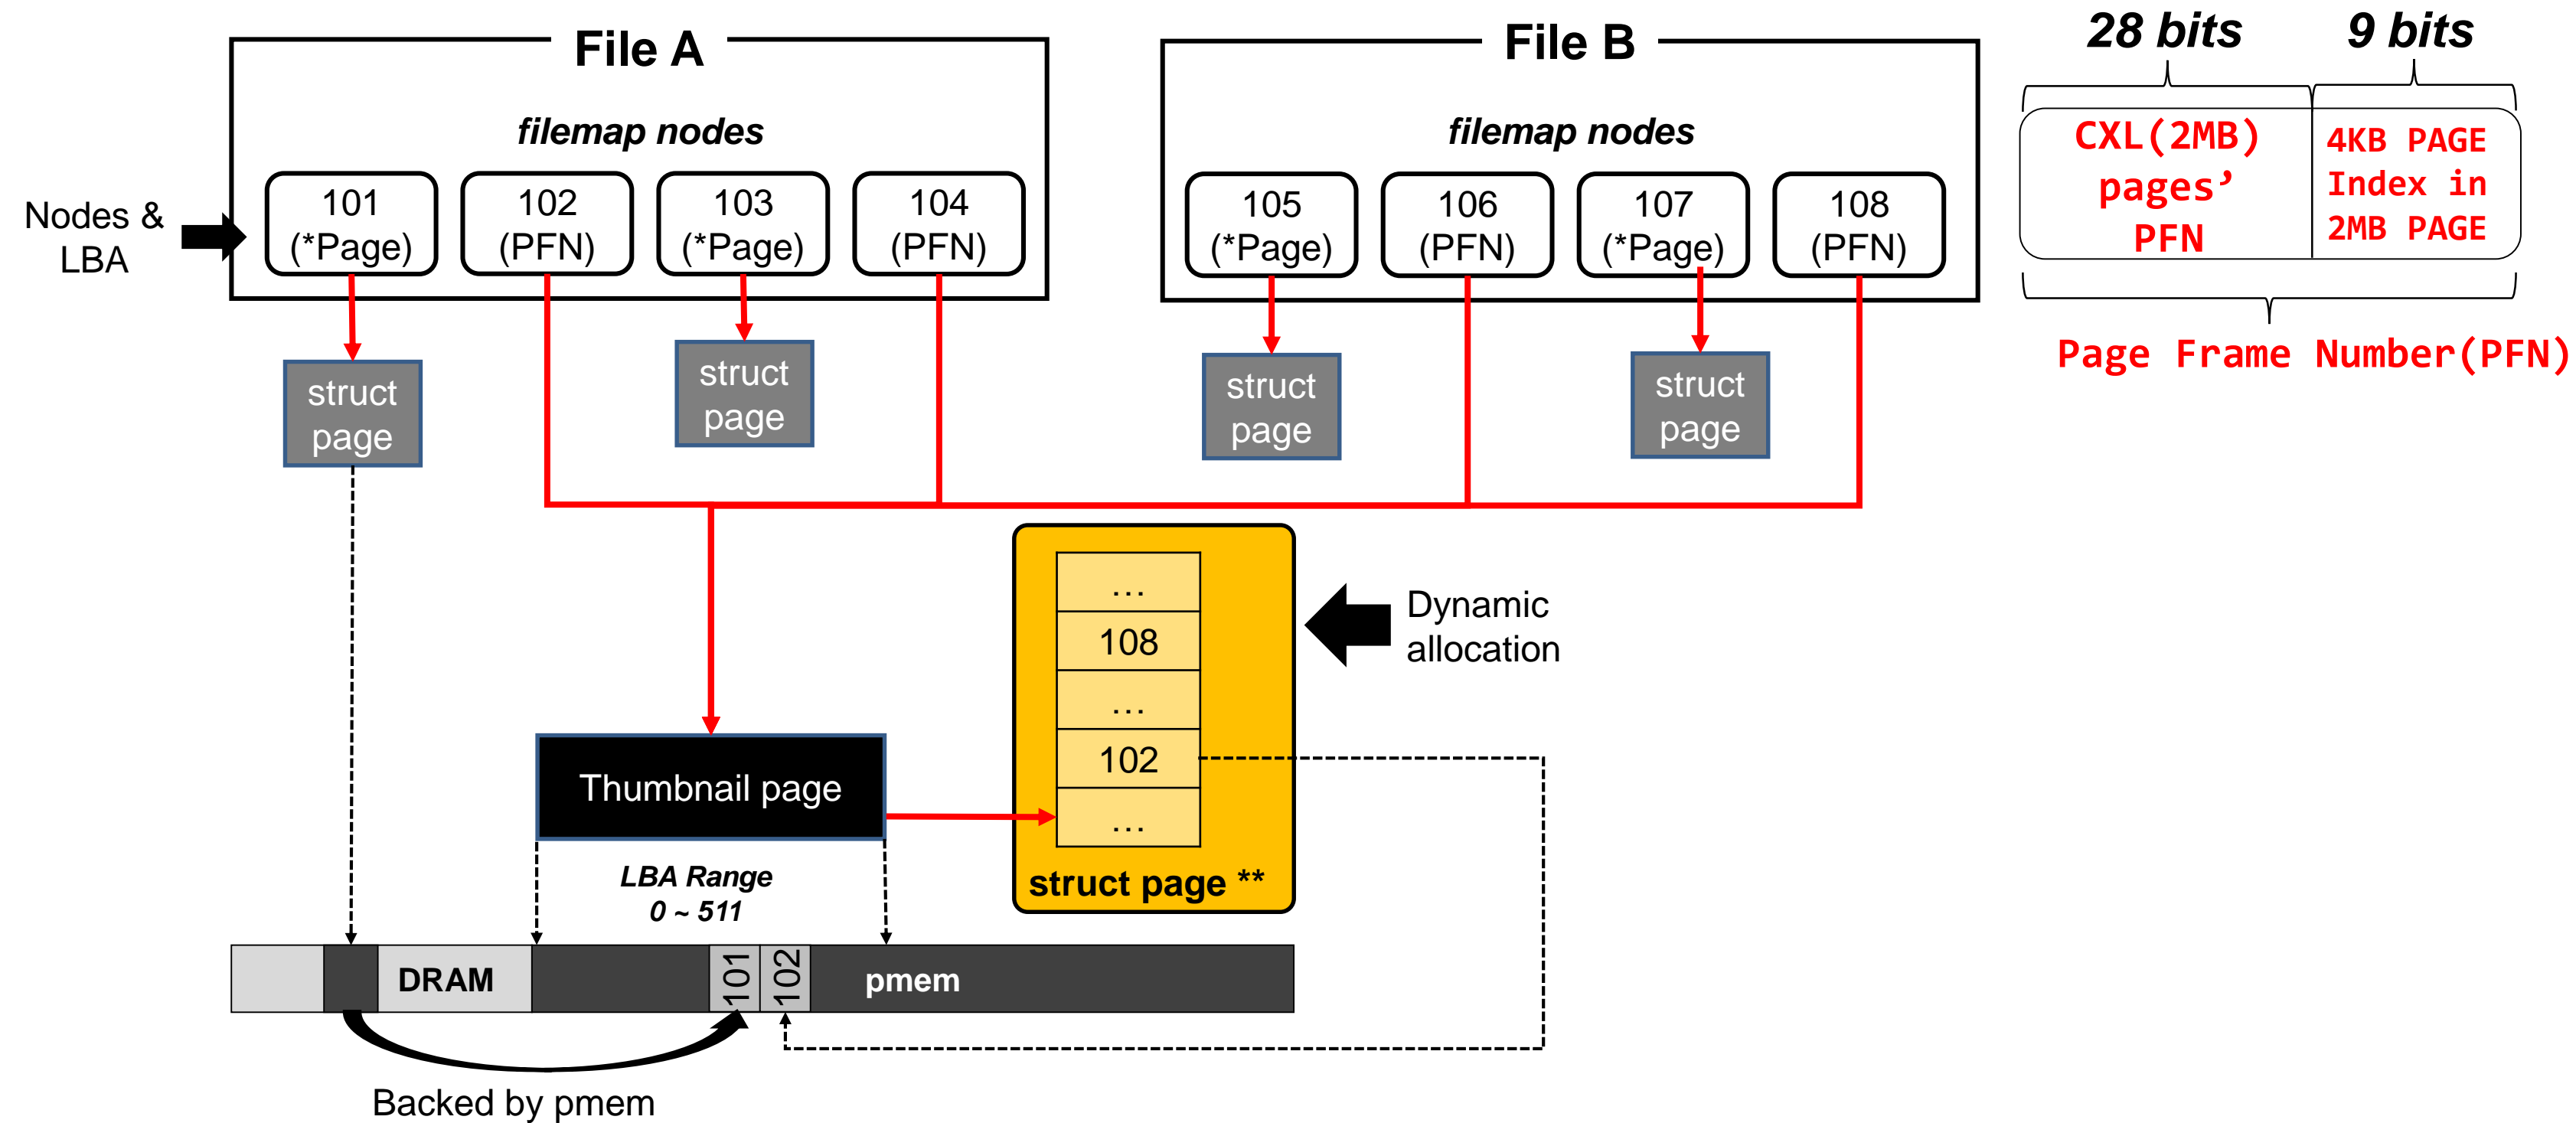 File A
filemap nodes
101
(*Page)
102
(PFN)
103
(*Page)
104
(PFN)
Nodes &
LBA
File B
filemap nodes
105
(*Page)
106
(PFN)
107
(*Page)
108
(PFN)
28 bits
9 bits
CXL(2MB)
pages’
PFN
4KB PAGE
Index in
2MB PAGE
Page Frame Number(PFN)
struct
page
struct
page
struct
page
struct
page
...
108
...
102
...
struct page **
Dynamic
allocation
Thumbnail page
LBA Range
0 ~ 511
DRAM
101
102
pmem
Backed by pmem